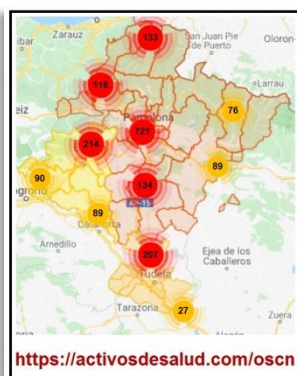 Zarauz
133
San Juan Pie
de Puerto
Oloron
116
Larrau
76
Pamplona
721
214
89
90
134
89
Calahorra
Arnedillo
207
Ejea de los
Caballeros
Tudela
Tarazona
27
Zuera
https://activosdesalud.com/oscn